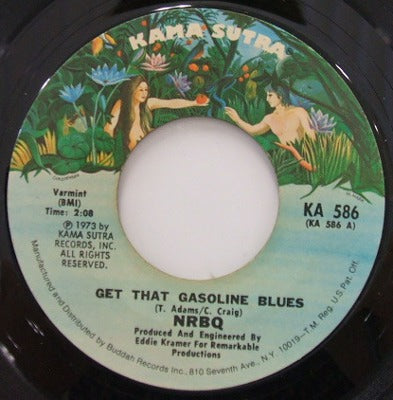 KAMA SUTRA
Varmint
(BMI)
Time: 2:08
℗ 1973 by
KAMA SUTRA
RECORDS, INC.
ALL RIGHTS
RESERVED
KA 586
(KA 586 A)
GET THAT GASOLINE BLUES
(T. Adams/C. Craig)
NRBQ
Produced and Engineered By
Eddie Kramer For Remarkable
Productions
Manufactured and Distributed by Buddah Records Inc., 810 Seventh Ave., N.Y. 10019-T.M. Reg. U.S. Pat. Off.